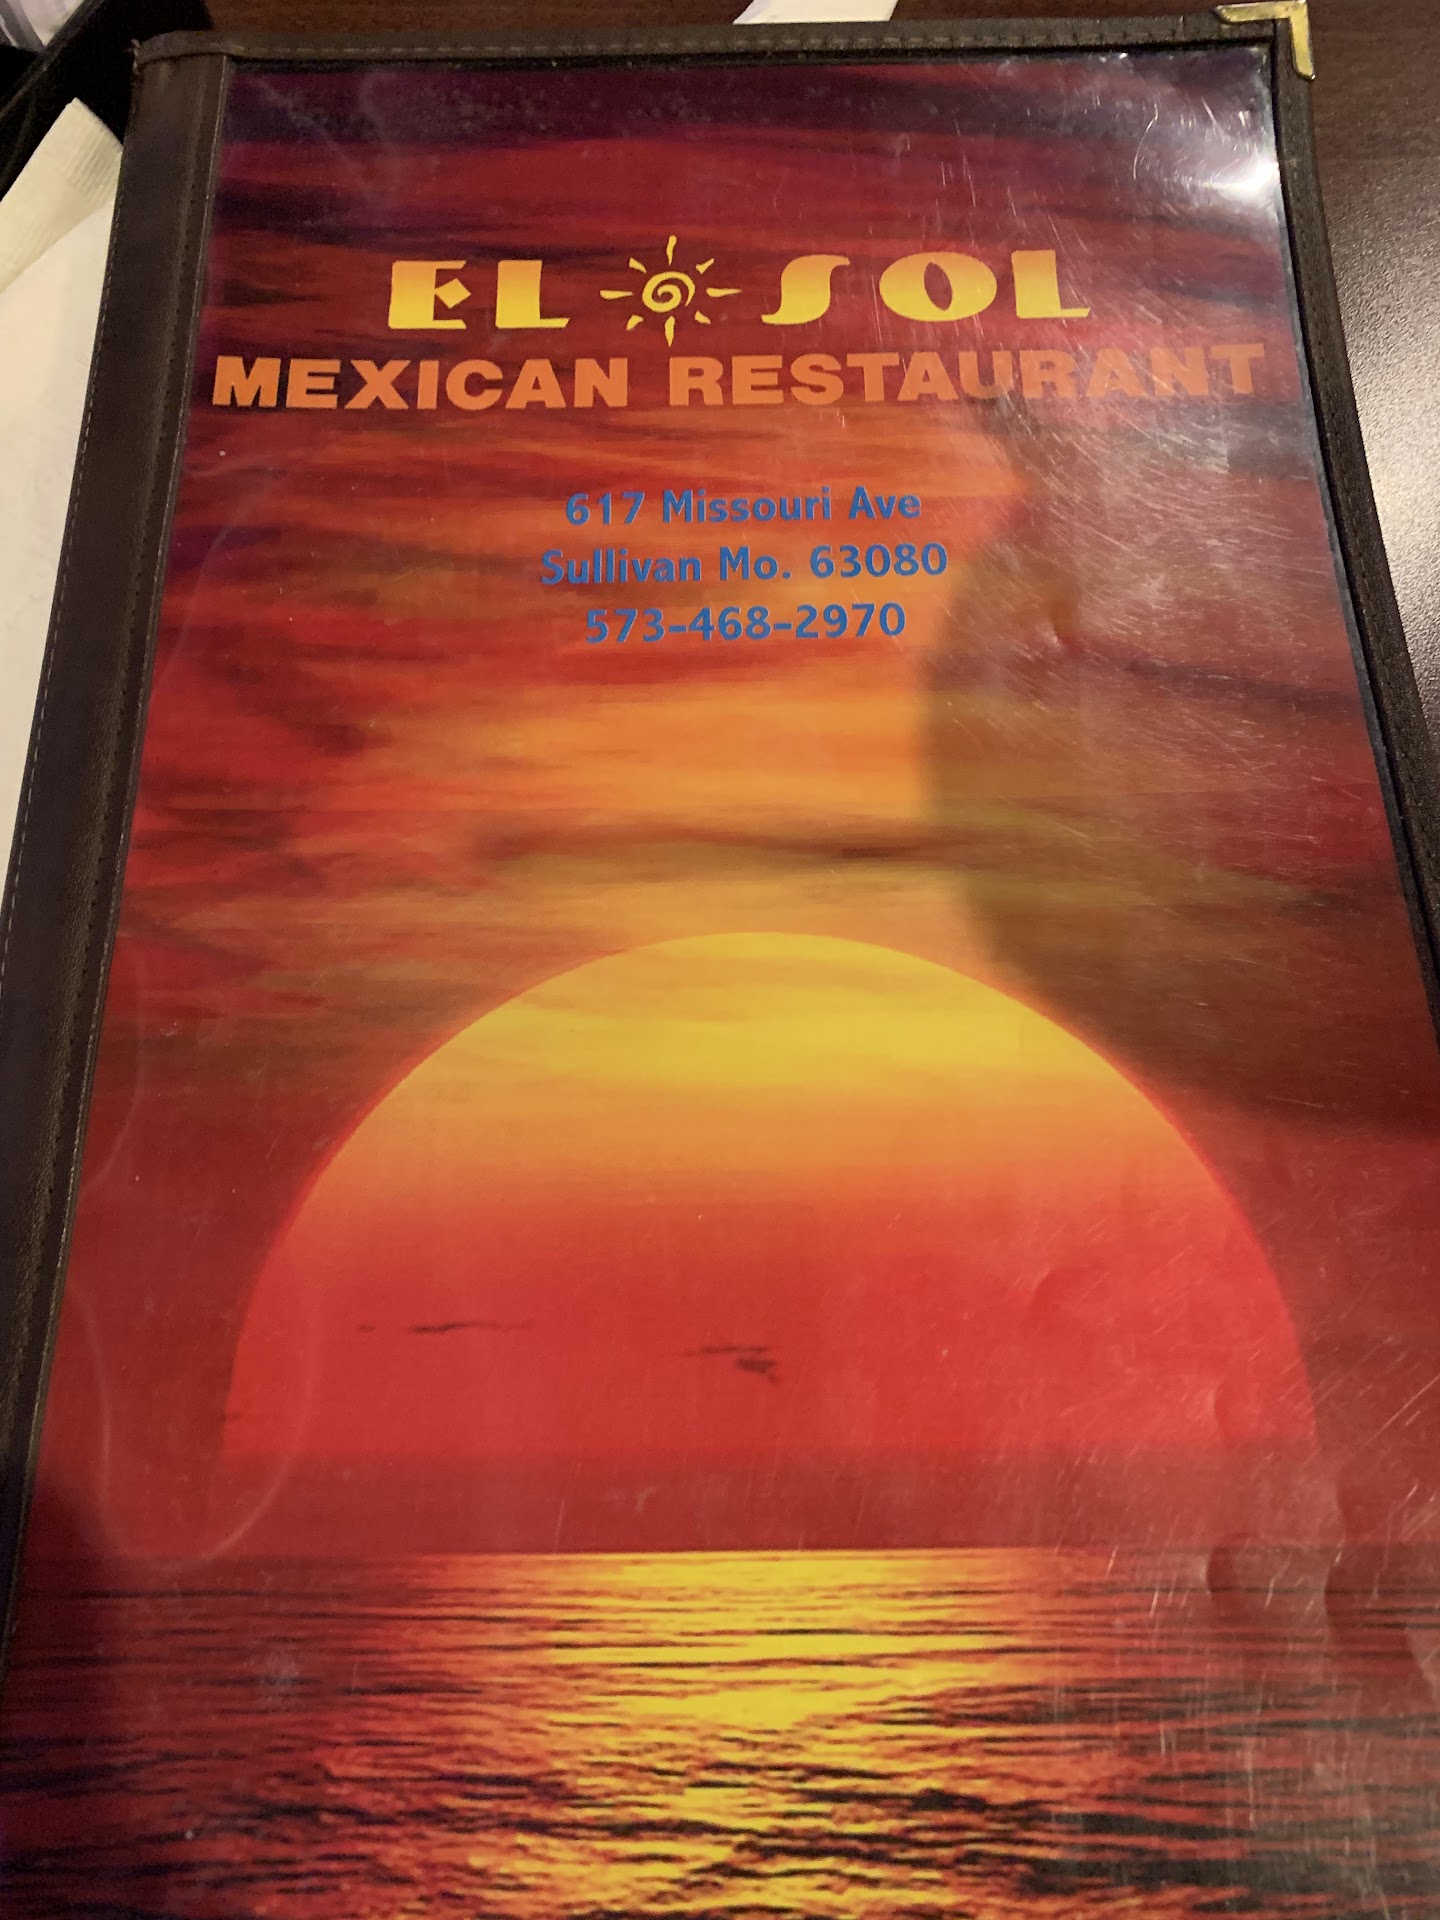 EL SOL
MEXICAN RESTAURANT
617 Missouri Ave
Sullivan Mo. 63080
573-468-2970